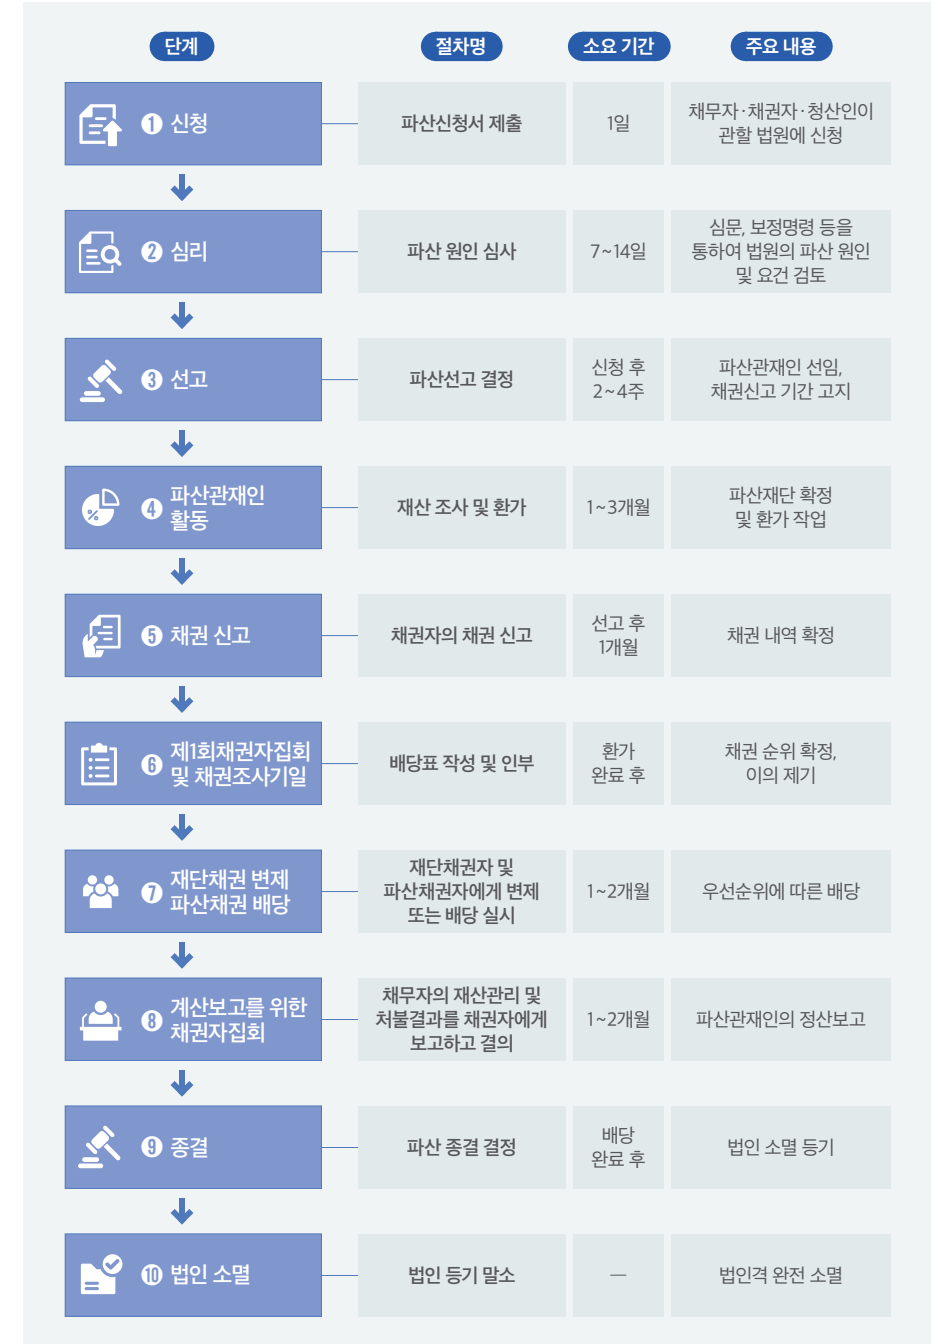 단계 절차명 소요 기간 주요 내용
❶ 신청
파산신청서 제출
1일
채무자·채권자·청산인이
관할 법원에 신청
❷ 심리
파산 원인 심사
7~14일
심문, 보정명령 등을
통하여 법원의 파산 원인
및 요건 검토
❸ 선고
파산선고 결정
신청 후
2~4주
파산관재인 선임,
채권신고 기간 고지
❹ 파산관재인
활동
재산 조사 및 환가
1~3개월
파산재단 확정
및 환가 작업
❺ 채권 신고
채권자의 채권 신고
선고 후
1개월
채권 내역 확정
❻ 제1회채권자집회
및 채권조사기일
배당표 작성 및 인부
환가
완료 후
채권 순위 확정,
이의 제기
❼ 재단채권 변제
파산채권 배당
재단채권자 및
파산채권자에게 변제
또는 배당 실시
1~2개월
우선순위에 따른 배당
❽ 계산보고를 위한
채권자집회
채무자의 재산관리 및
처불결과를 채권자에게
보고하고 결의
1~2개월
파산관재인의 정산보고
❾ 종결
파산 종결 결정
배당
완료 후
법인 소멸 등기
❿ 법인 소멸
법인 등기 말소
—
법인격 완전 소멸